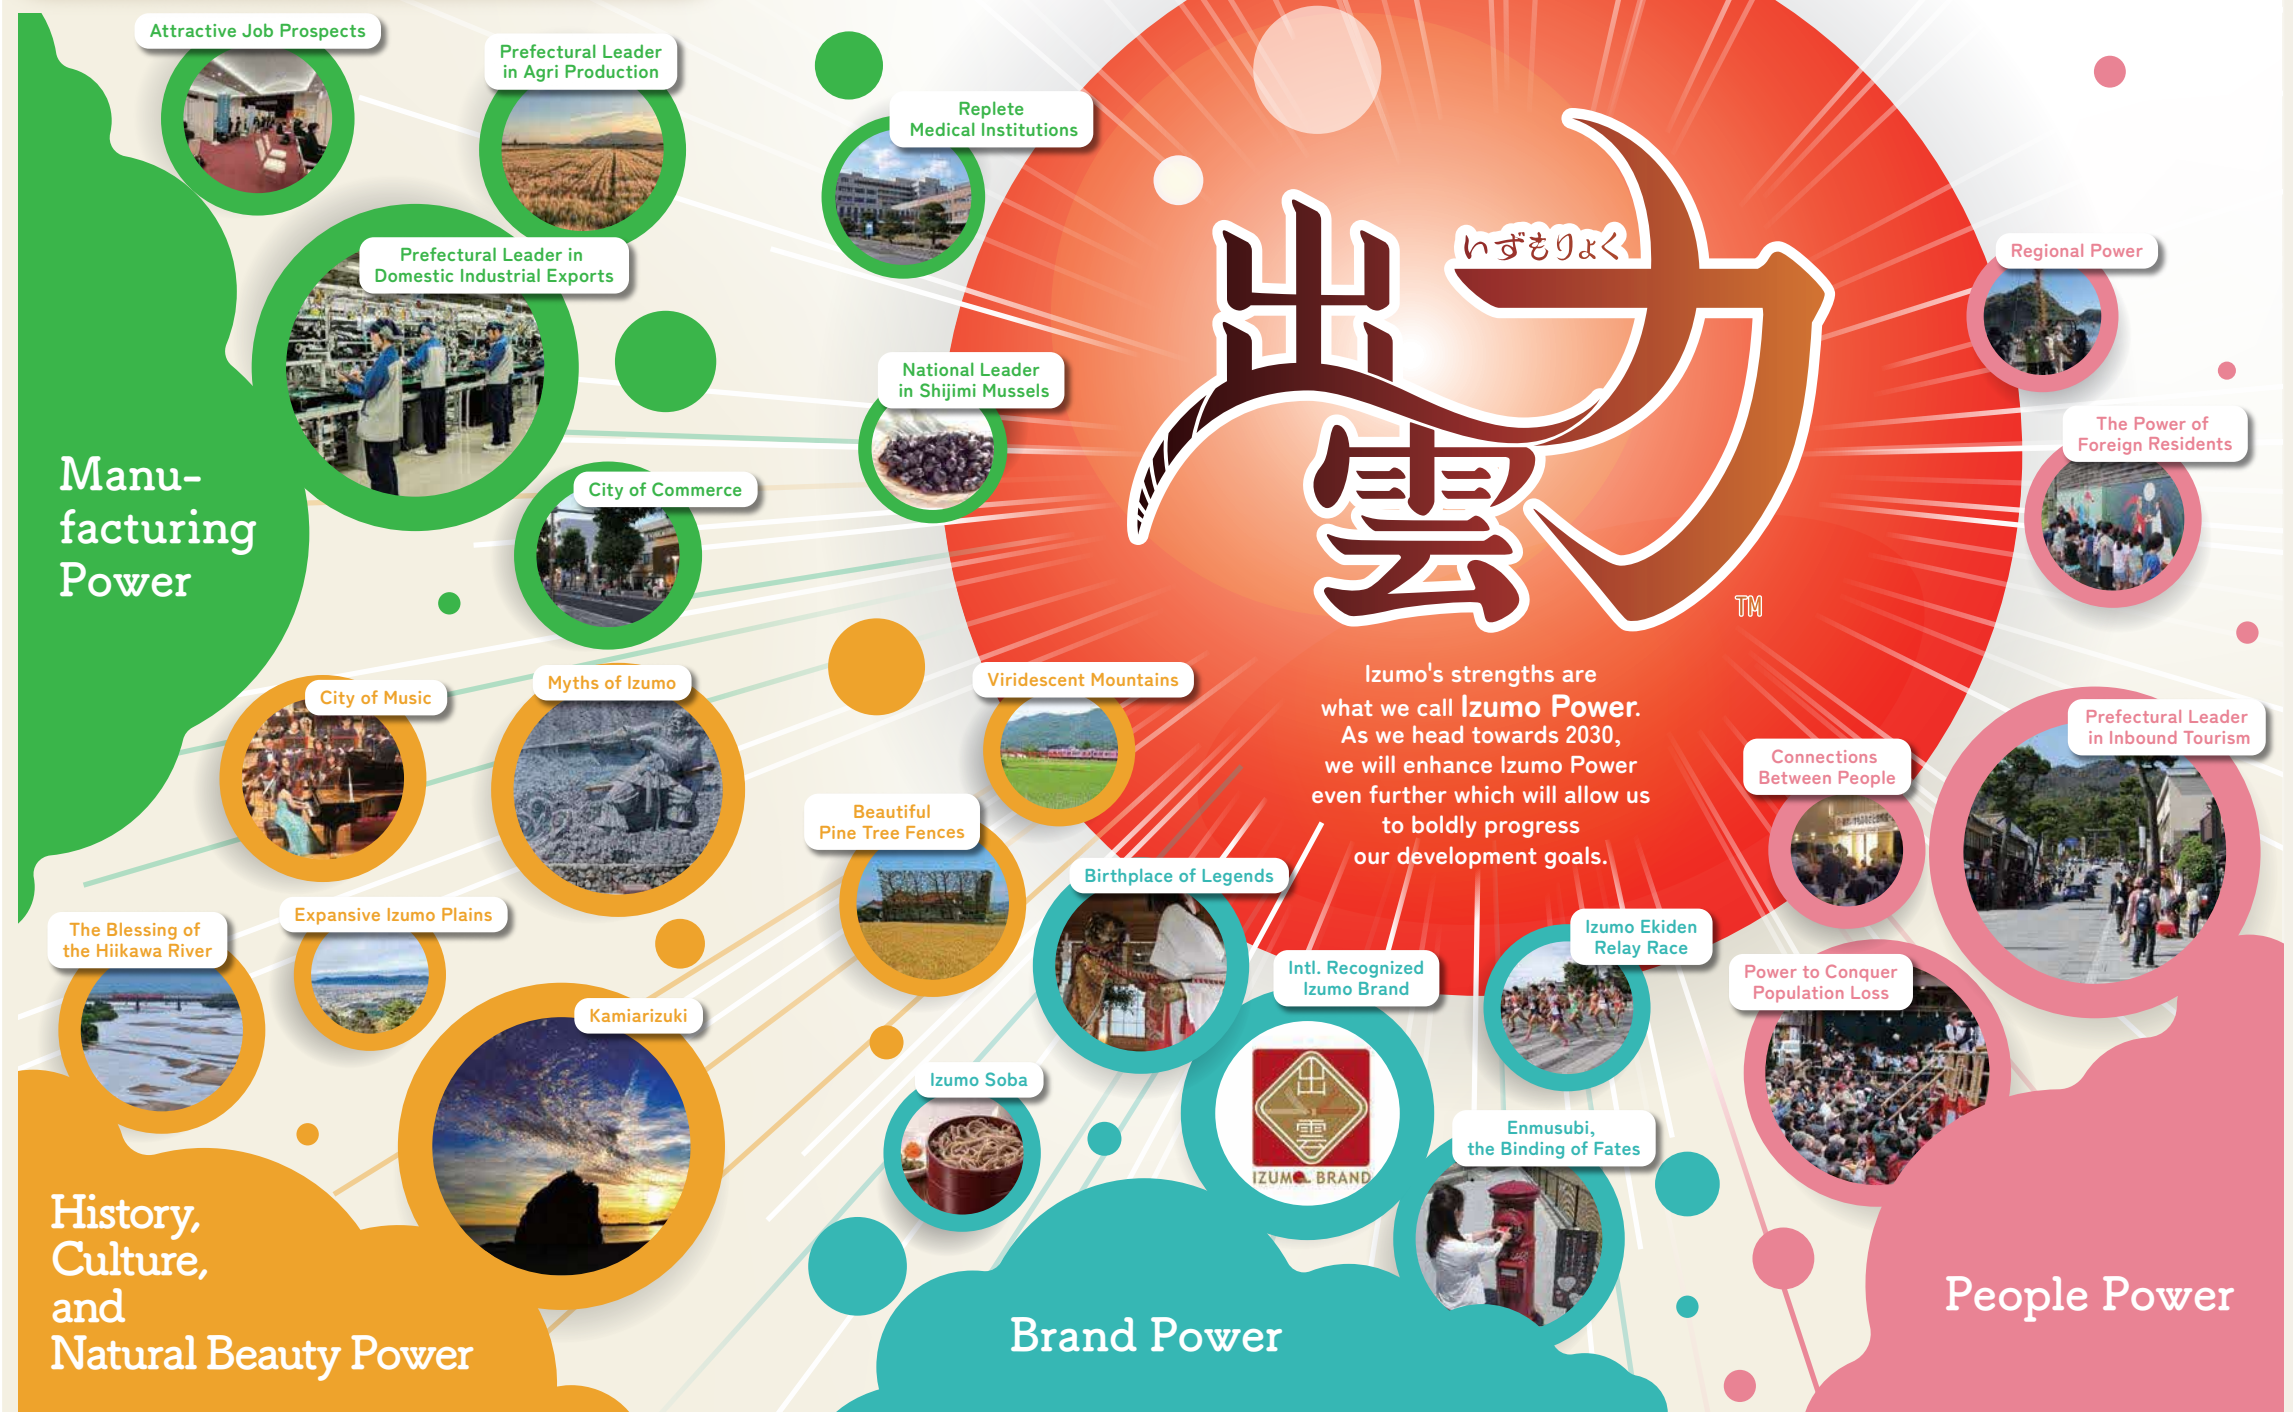 Attractive Job Prospects
Prefectural Leader
in Agri Production
Replete
Medical Institutions
Prefectural Leader in
Domestic Industrial Exports
National Leader
in Shijimi Mussels
City of Commerce
Manu-
facturing
Power
出雲力
いずもりょく
TM
Izumo's strengths are
what we call Izumo Power.
As we head towards 2030,
we will enhance Izumo Power
even further which will allow us
to boldly progress
our development goals.
City of Music
Myths of Izumo
Viridescent Mountains
Beautiful
Pine Tree Fences
The Blessing of
the Hiikawa River
Expansive Izumo Plains
Kamiarizuki
History,
Culture,
and
Natural Beauty Power
Birthplace of Legends
Intl. Recognized
Izumo Brand
Izumo Ekiden
Relay Race
Izumo Soba
出雲
IZUMO BRAND
Enmusubi,
the Binding of Fates
Brand Power
Regional Power
The Power of
Foreign Residents
Prefectural Leader
in Inbound Tourism
Connections
Between People
Power to Conquer
Population Loss
People Power